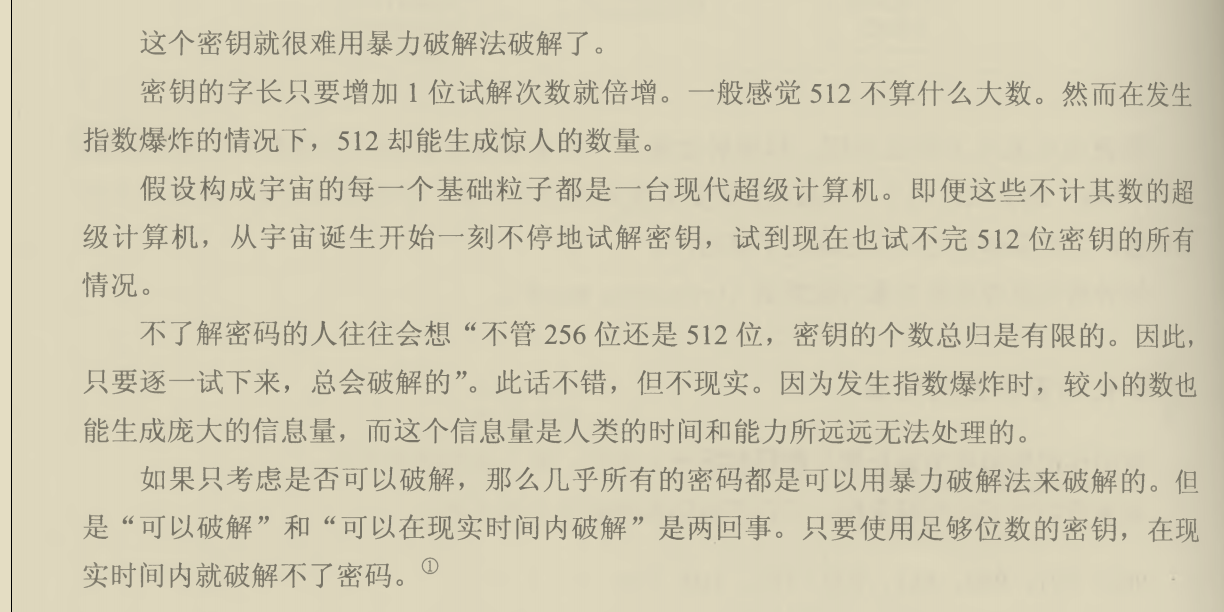 这个密钥就很难用暴力破解法破解了。
密钥的字长只要增加 1 位试解次数就倍增。一般感觉 512 不算什么大数。然而在发生
指数爆炸的情况下，512 却能生成惊人的数量。
假设构成宇宙的每一个基础粒子都是一台现代超级计算机。即便这些不计其数的超
级计算机，从宇宙诞生开始一刻不停地试解密钥，试到现在也试不完 512 位密钥的所有
情况。
不了解密码的人往往会想“不管 256 位还是 512 位，密钥的个数总归是有限的。因此，
只要逐一试下来，总会破解的”。此话不错，但不现实。因为发生指数爆炸时，较小的数也
能生成庞大的信息量，而这个信息量是人类的时间和能力所远远无法处理的。
如果只考虑是否可以破解，那么几乎所有的密码都是可以用暴力破解法来破解的。但
是“可以破解”和“可以在现实时间内破解”是两回事。只要使用足够位数的密钥，在现
实时间内就破解不了密码。①